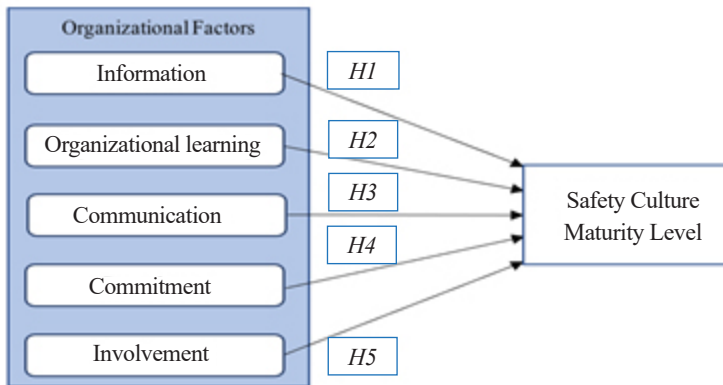 Organizational Factors
Information
H1
Organizational learning
H2
H3
Communication
Safety Culture
Maturity Level
H4
Commitment
Involvement
H5